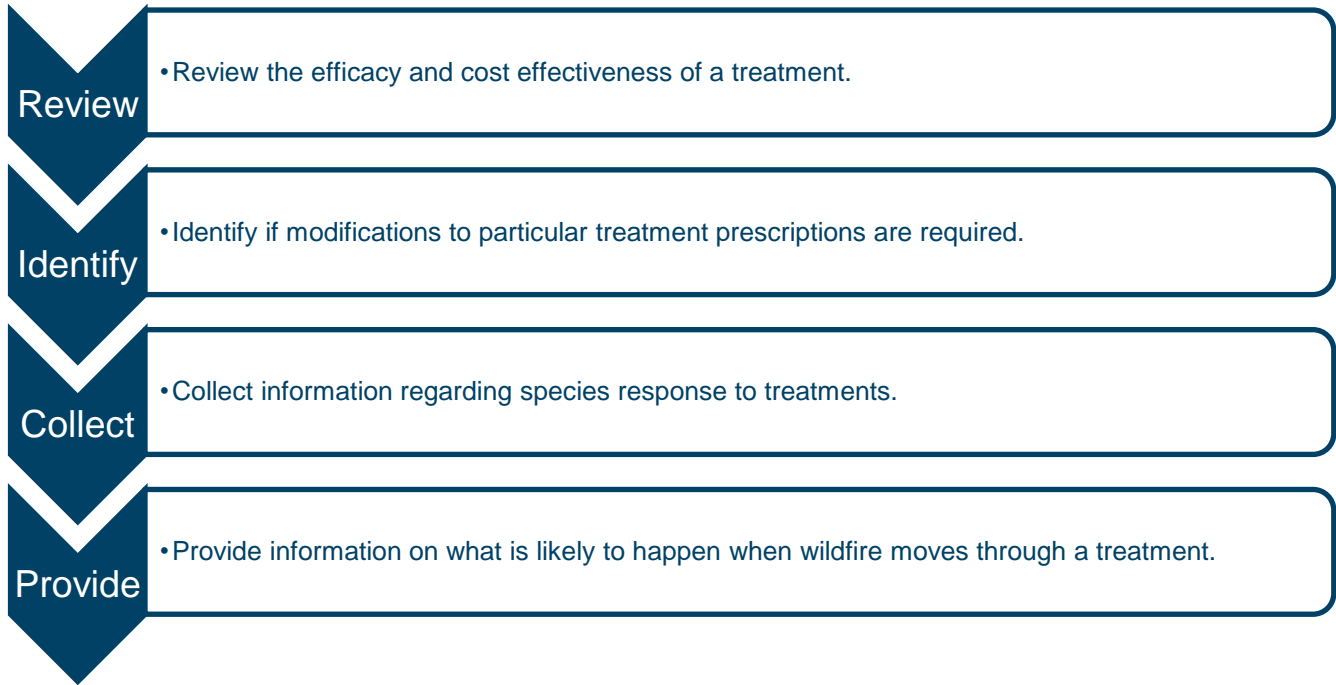 Review
•Review the efficacy and cost effectiveness of a treatment.
Identify
•Identify if modifications to particular treatment prescriptions are required.
Collect
•Collect information regarding species response to treatments.
Provide
•Provide information on what is likely to happen when wildfire moves through a treatment.